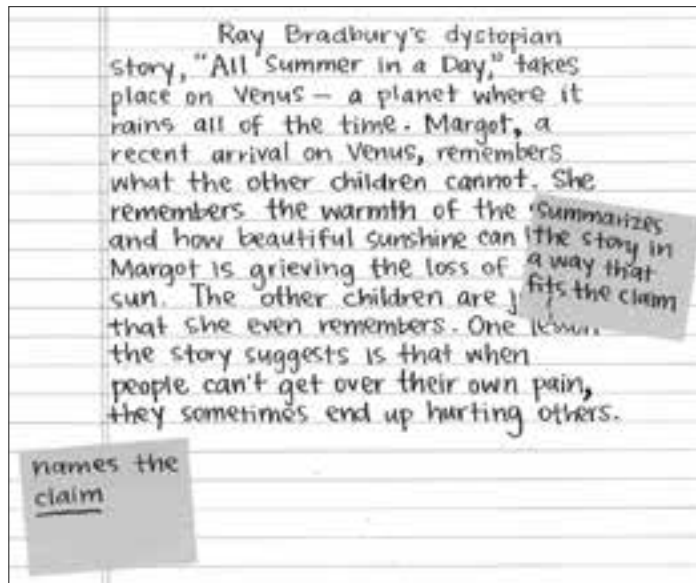 Ray Bradbury's dystopian
story, "All Summer in a Day," takes
place on Venus – a planet where it
rains all of the time. Margot, a
recent arrival on Venus, remembers
what the other children cannot. She
remembers the warmth of the
and how beautiful sunshine can
Margot is grieving the loss of
sun. The other children are
that she even remembers. One lesson
the story suggests is that when
people can't get over their own pain,
they sometimes end up hurting others.
summarizes
the story in
a way that
fits the claim
names the
claim